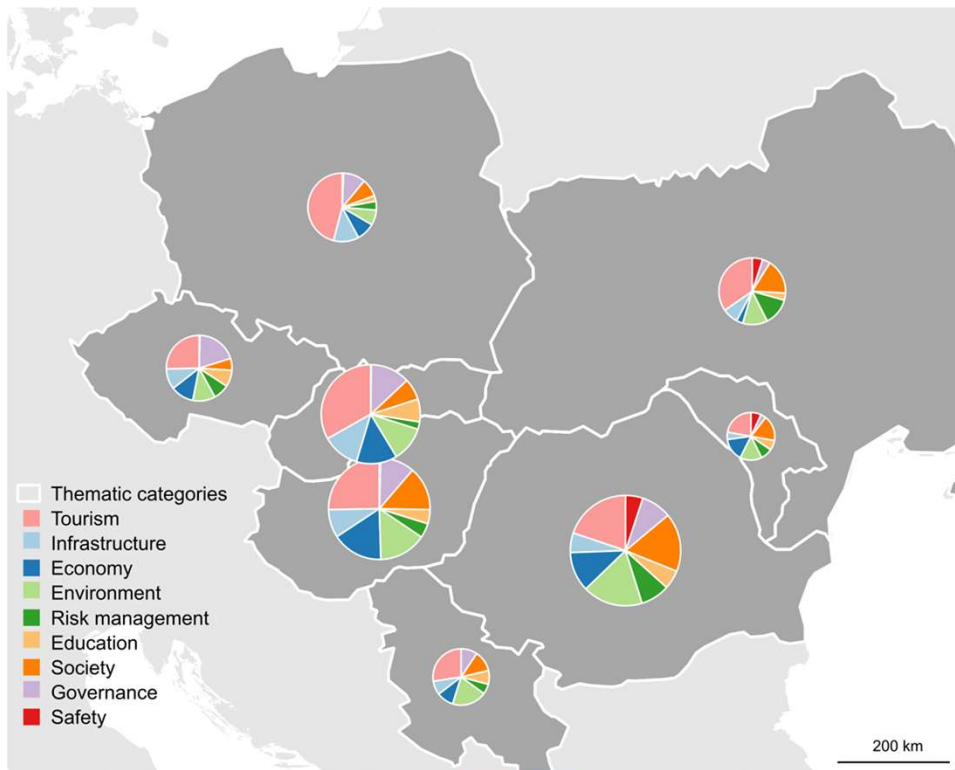 Thematic categories
Tourism
Infrastructure
Economy
Environment
Risk management
Education
Society
Governance
Safety
200 km